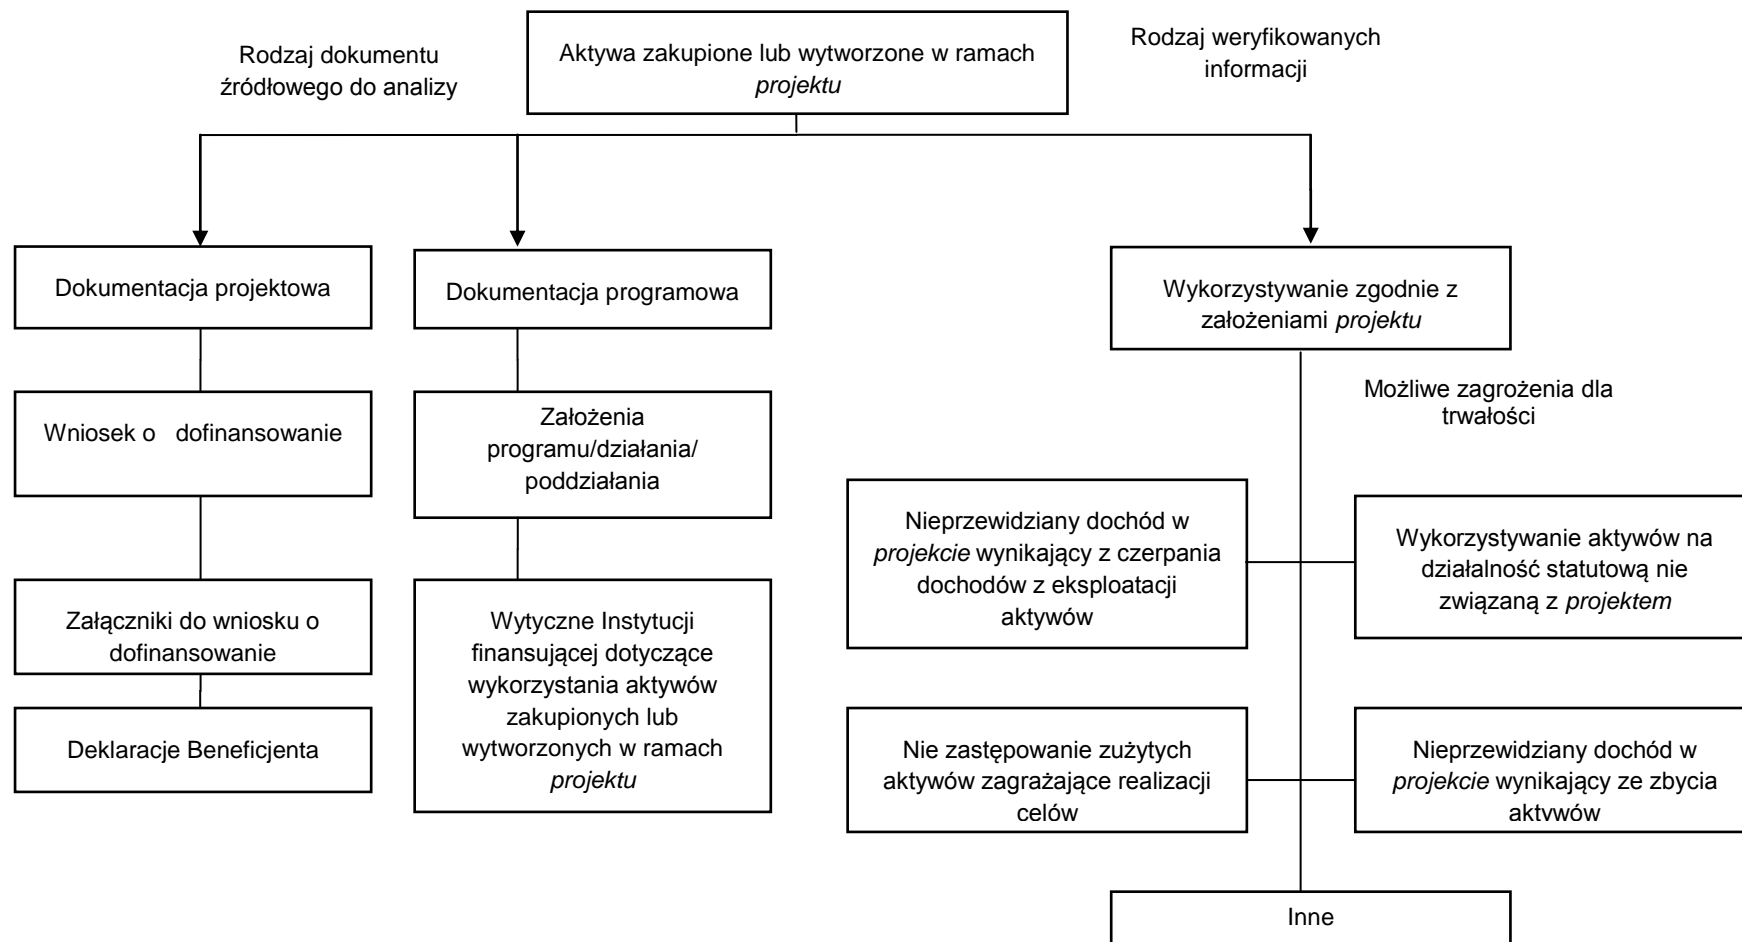 Rodzaj dokumentu
źródłowego do analizy
Aktywa zakupione lub wytworzone w ramach
projektu
Rodzaj weryfikowanych
informacji
Dokumentacja projektowa
Dokumentacja programowa
Wykorzystywanie zgodnie z
założeniami projektu
Wniosek o dofinansowanie
Założenia
programu/działania/
poddziałania
Możliwe zagrożenia dla
trwałości
Załączniki do wniosku o
dofinansowanie
Deklaracje Beneficjenta
Wytyczne Instytucji
finansującej dotyczące
wykorzystania aktywów
zakupionych lub
wytworzonych w ramach
projektu
Nieprzewidziany dochód w
projekcie wynikający z czerpania
dochodów z eksploatacji
aktywów
Wykorzystywanie aktywów na
działalność statutową nie
związaną z projektem
Nie zastępowanie zużytych
aktywów zagrażające realizacji
celów
Nieprzewidziany dochód w
projekcie wynikający ze zbycia
aktywów
Inne